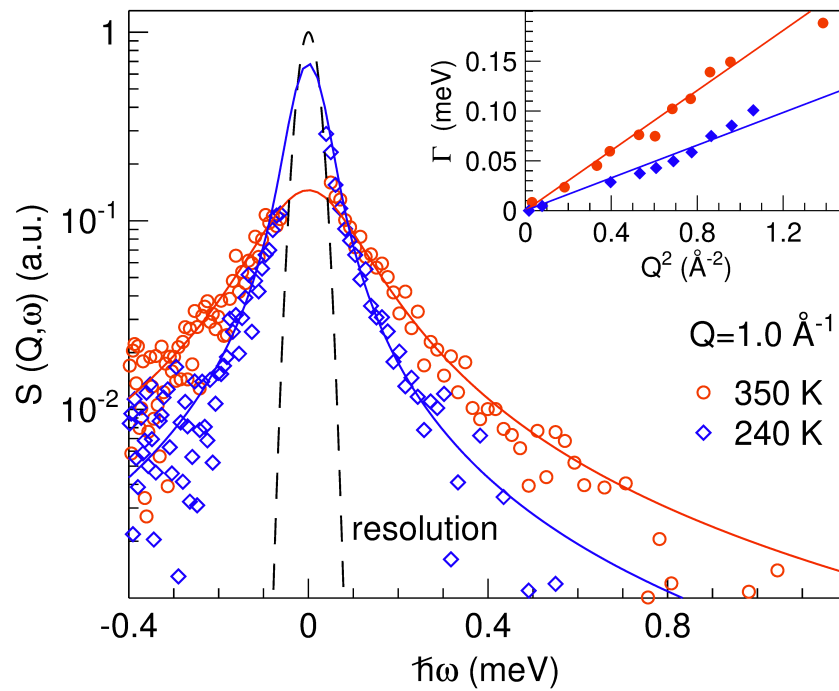 1
10-1
10-2
S (Q,ω) (a.u.)
-0.4
0
0.4
0.8
ħω (meV)
resolution
0.15
0.10
0.05
0
Γ (meV)
0
0.4
0.8
1.2
Q2 (Å-2)
Q=1.0 Å-1
350 K
240 K